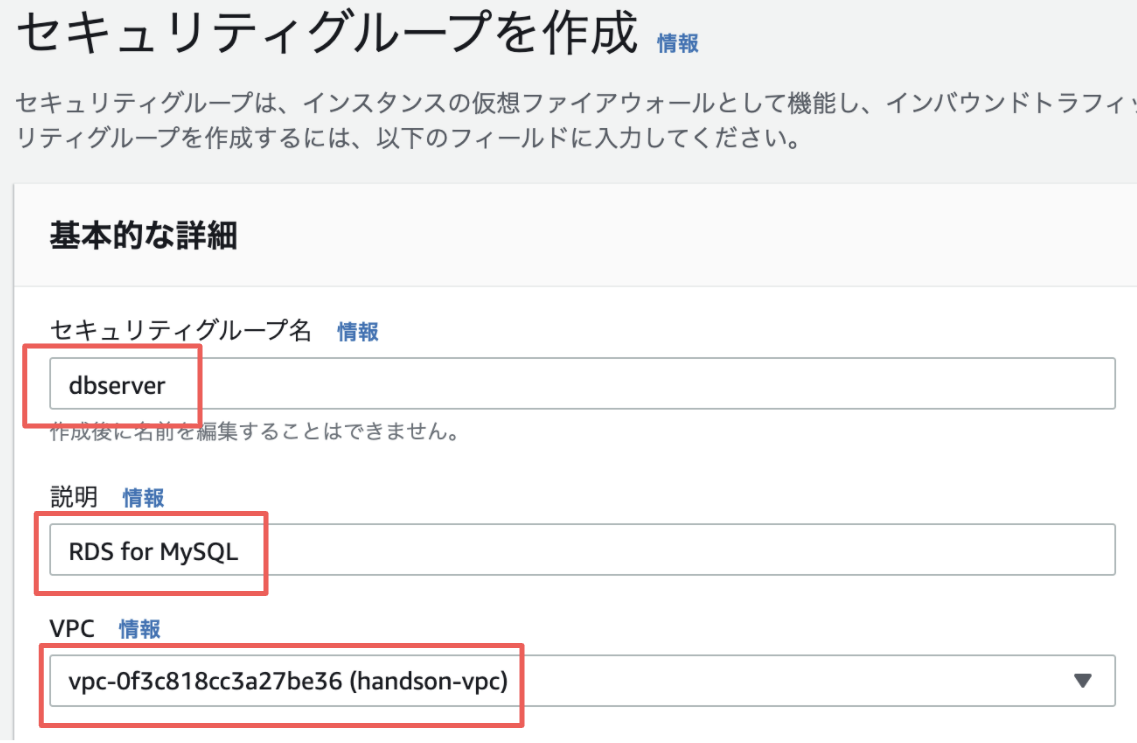 セキュリティグループを作成 情報
セキュリティグループは、インスタンスの仮想ファイアウォールとして機能し、インバウンドトラフィッ
リティグループを作成するには、以下のフィールドに入力してください。
基本的な詳細
セキュリティグループ名 情報
dbserver
作成後に名前を編集することはできません。
説明 情報
RDS for MySQL
VPC 情報
vpc-0f3c818cc3a27be36 (handson-vpc)